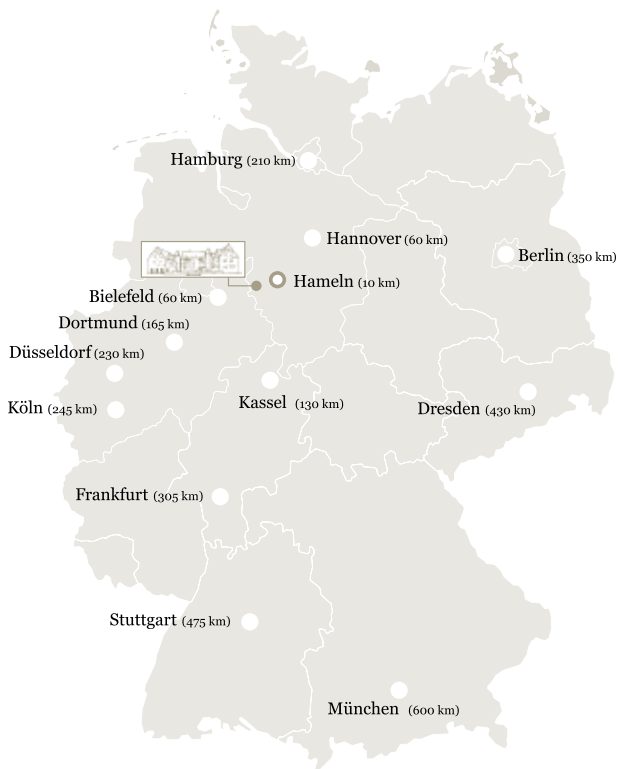 Hamburg (210 km)
Hannover (60 km)
Berlin (350 km)
Hameln (10 km)
Bielefeld (60 km)
Dortmund (165 km)
Düsseldorf (230 km)
Kassel (130 km)
Köln (245 km)
Dresden (430 km)
Frankfurt (305 km)
Stuttgart (475 km)
München (600 km)